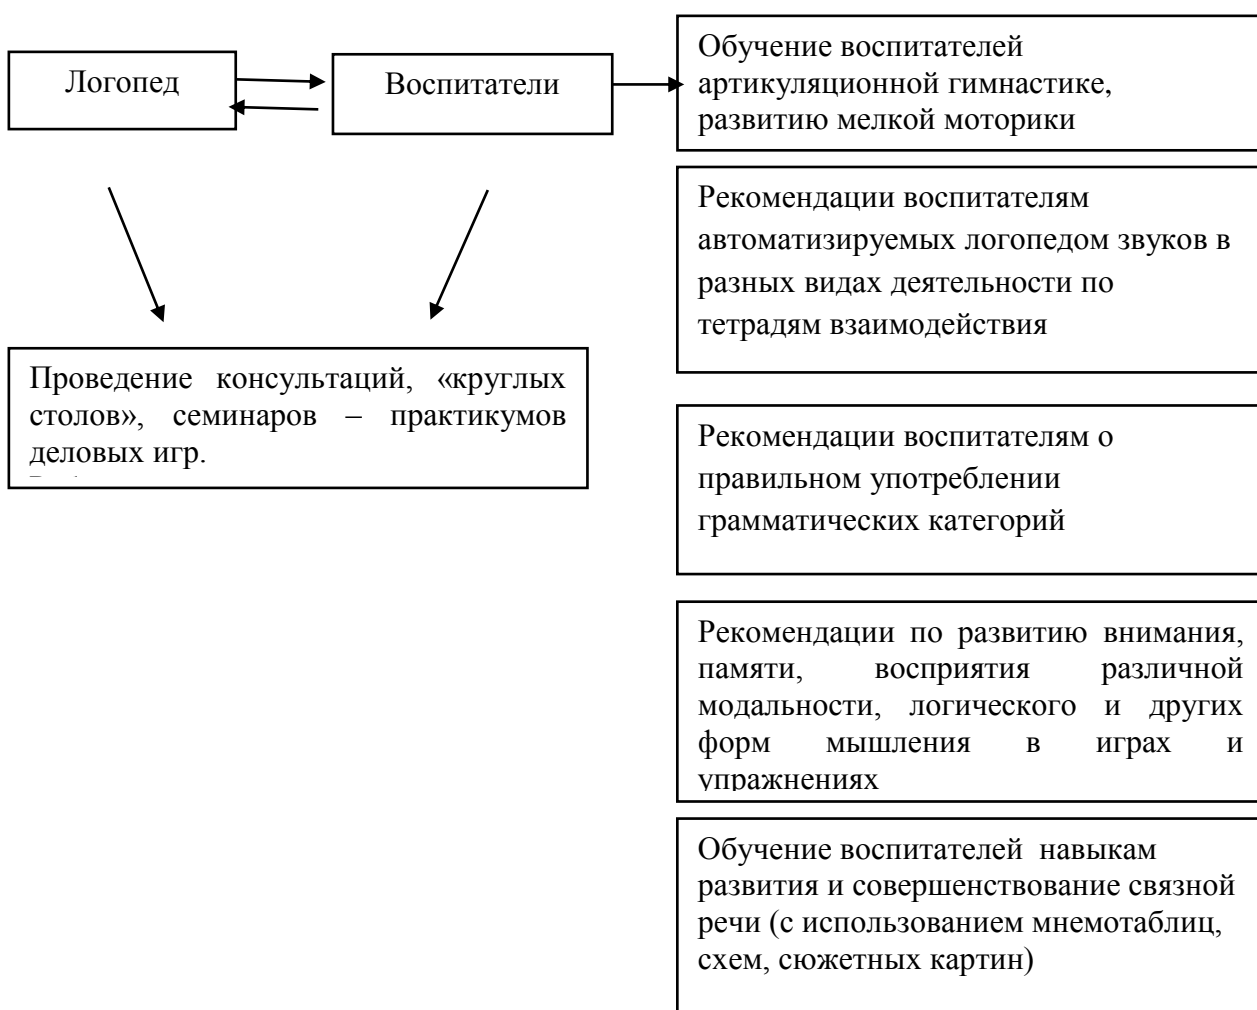 Логопед
Воспитатели
Обучение воспитателей
артикуляционной гимнастике,
развитию мелкой моторики
Рекомендации воспитателям
автоматизируемых логопедом звуков в
разных видах деятельности по
тетрадям взаимодействия
Проведение консультаций, «круглых
столов», семинаров – практикумов
деловых игр.
Рекомендации воспитателям о
правильном употреблении
грамматических категорий
Рекомендации по развитию внимания,
памяти, восприятия различной
модальности, логического и других
форм мышления в играх и
упражнениях
Обучение воспитателей навыкам
развития и совершенствование связной
речи (с использованием мнемотаблиц,
схем, сюжетных картин)